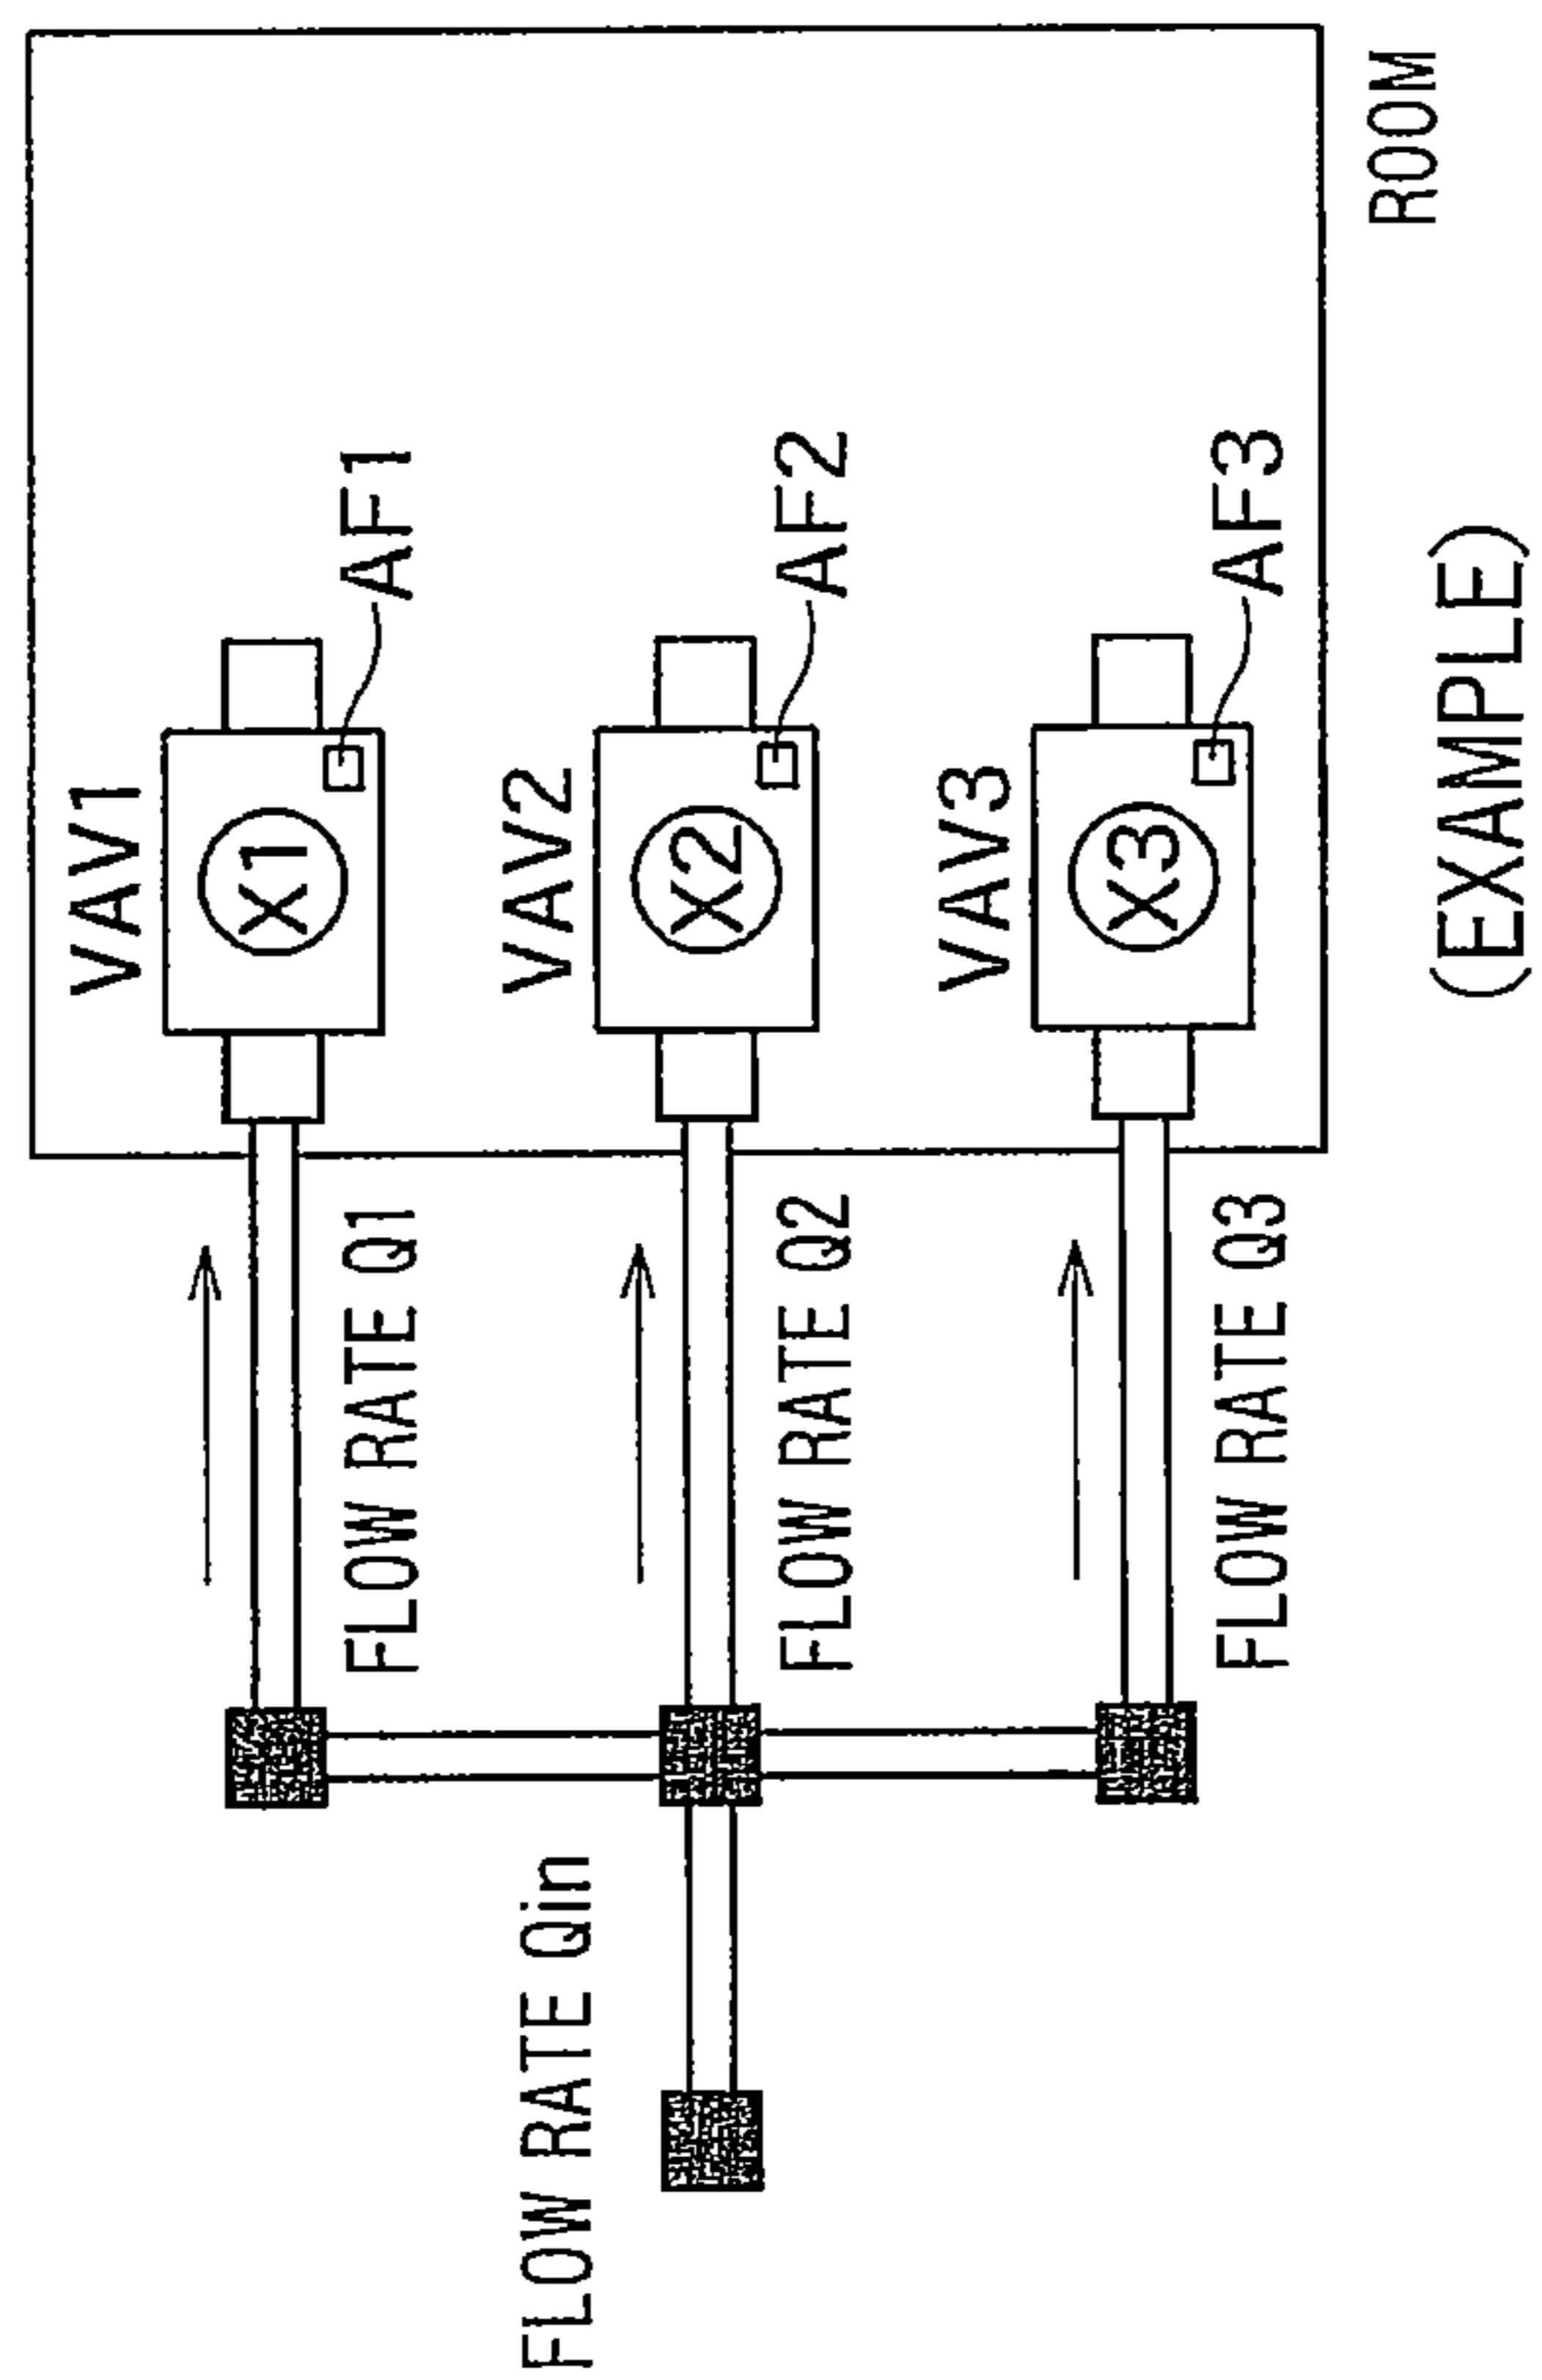 VAV1
X1
AF1
FLOW RATE Q1
FLOW RATE Qin
VAV2
X2
AF2
FLOW RATE Q2
VAV3
X3
AF3
FLOW RATE Q3
ROOM
(EXAMPLE)